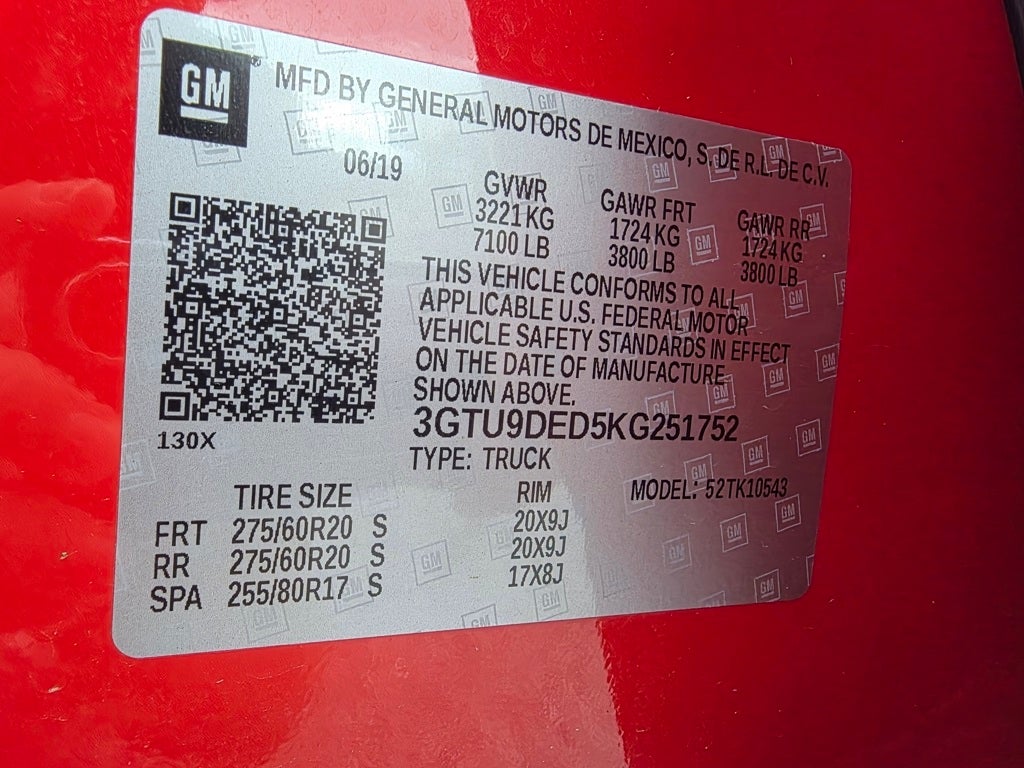 GM MFD BY GENERAL MOTORS DE MEXICO, S. DE R.L. DE C.V.
06/19
GVWR GAWR FRT GAWR RR
3221 KG 1724 KG 1724 KG
7100 LB 3800 LB 3800 LB
THIS VEHICLE CONFORMS TO ALL
APPLICABLE U.S. FEDERAL MOTOR
VEHICLE SAFETY STANDARDS IN EFFECT
ON THE DATE OF MANUFACTURE
SHOWN ABOVE.
3GTU9DED5KG251752
130X
TYPE: TRUCK
TIRE SIZE RIM MODEL: 52TK10543
FRT 275/60R20 S 20X9J
RR 275/60R20 S 20X9J
SPA 255/80R17 S 17X8J